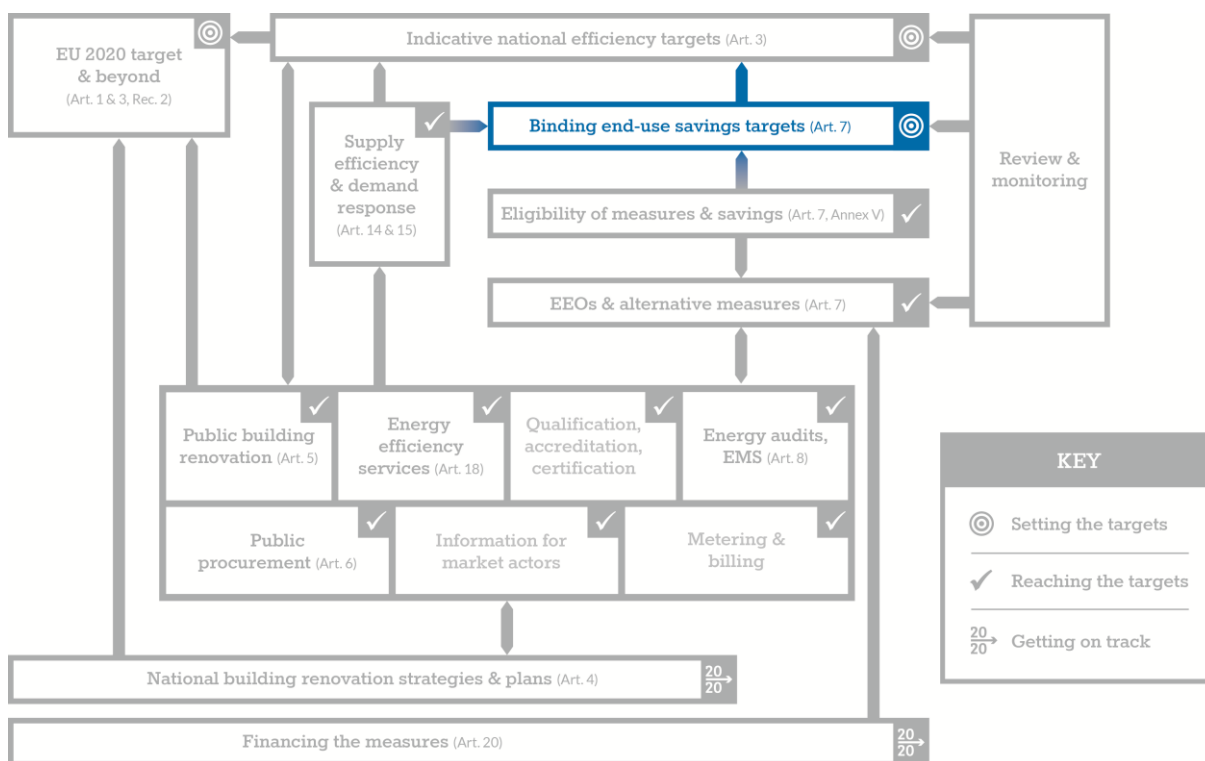 EU 2020 target
& beyond
(Art. 1 & 3, Rec. 2)
Indicative national efficiency targets (Art. 3)
Supply
efficiency
& demand
response
(Art. 14 & 15)
Binding end-use savings targets (Art. 7)
Review &
monitoring
Eligibility of measures & savings (Art. 7, Annex V)
EEOs & alternative measures (Art. 7)
Public building
renovation (Art. 5)
Energy
efficiency
services (Art. 18)
Qualification,
accreditation,
certification
Energy audits,
EMS (Art. 8)
Public
procurement (Art. 6)
Information for
market actors
Metering &
billing
National building renovation strategies & plans (Art. 4)
20
20
Financing the measures (Art. 20)
20
20
KEY
Setting the targets
Reaching the targets
20
20
Getting on track